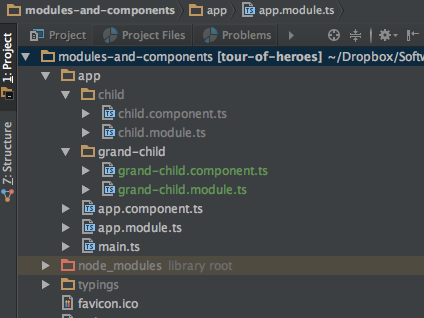 modules-and-components app app.module.ts
Project Project Files Problems
modules-and-components [tour-of-heroes] ~/Dropbox/Softw
app
child
child.component.ts
child.module.ts
grand-child
grand-child.component.ts
grand-child.module.ts
app.component.ts
app.module.ts
main.ts
node_modules library root
typings
favicon.ico
1: Project
7: Structure